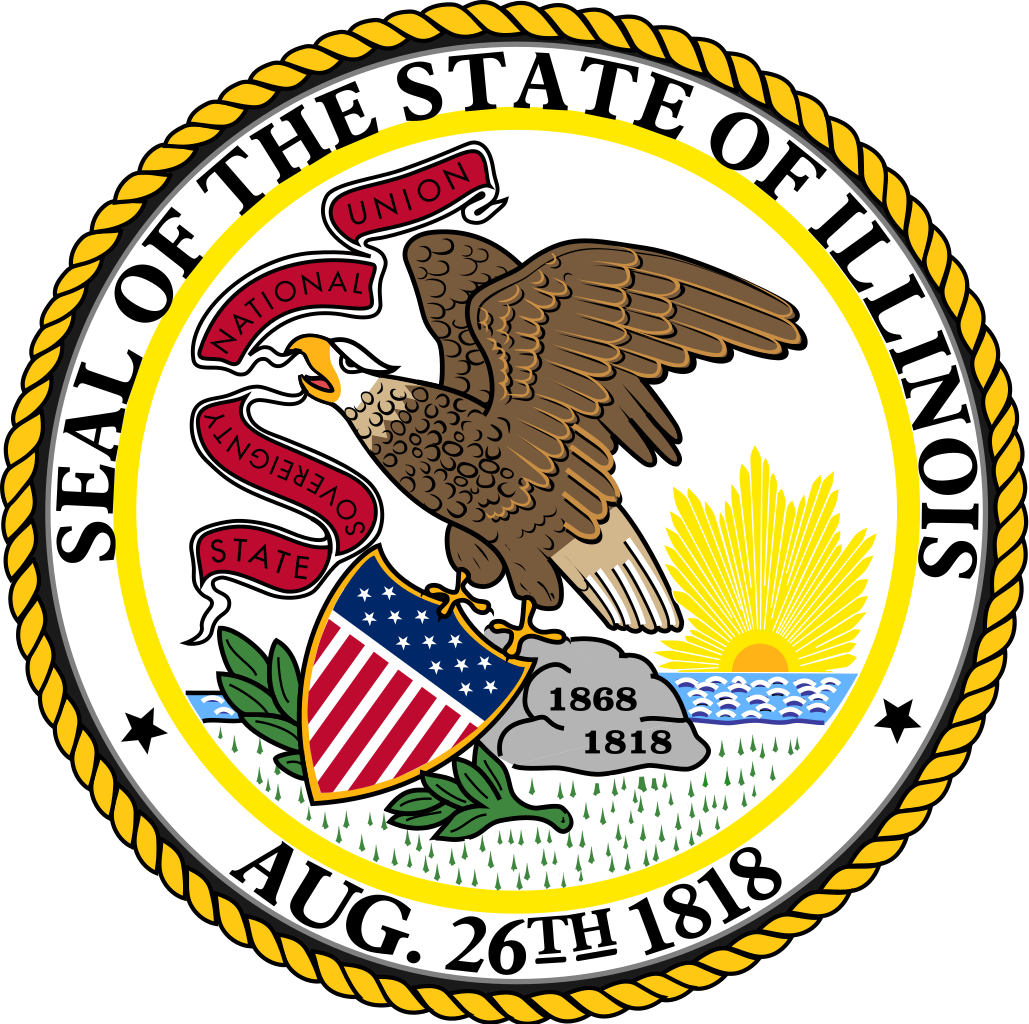 SEAL OF THE STATE OF ILLINOIS
UNION
NATIONAL
SOVEREIGNTY
STATE
1868
1818
AUG. 26TH 1818